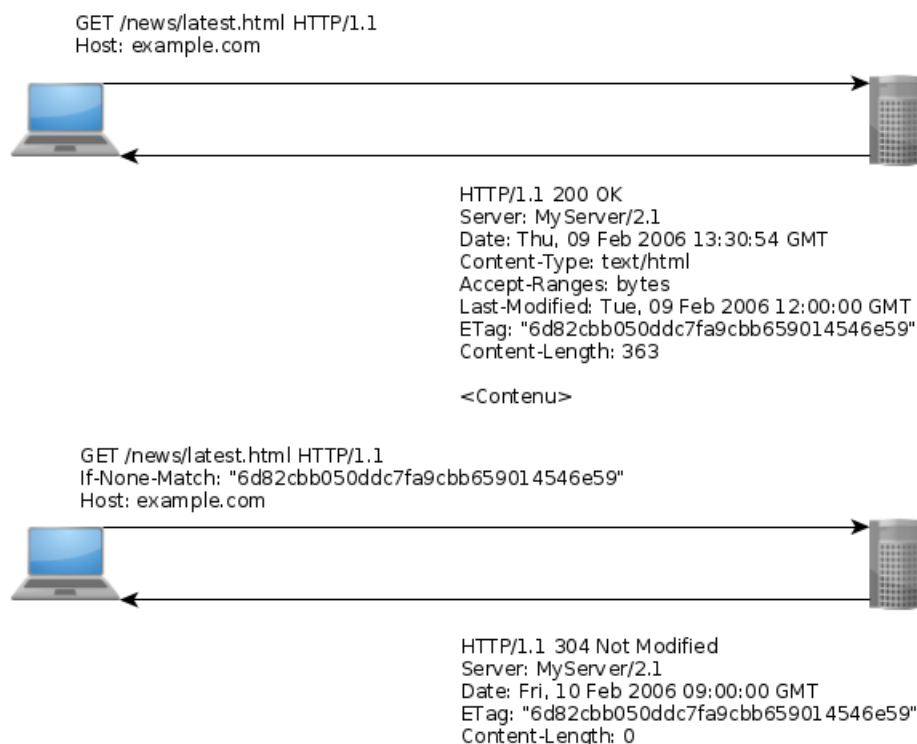 GET /news/latest.html HTTP/1.1
Host: example.com
HTTP/1.1 200 OK
Server: MyServer/2.1
Date: Thu, 09 Feb 2006 13:30:54 GMT
Content-Type: text/html
Accept-Ranges: bytes
Last-Modified: Tue, 09 Feb 2006 12:00:00 GMT
ETag: "6d82cbb050ddc7fa9cbb659014546e59"
Content-Length: 363
<Contenu>
GET /news/latest.html HTTP/1.1
If-None-Match: "6d82cbb050ddc7fa9cbb659014546e59"
Host: example.com
HTTP/1.1 304 Not Modified
Server: MyServer/2.1
Date: Fri, 10 Feb 2006 09:00:00 GMT
ETag: "6d82cbb050ddc7fa9cbb659014546e59"
Content-Length: 0